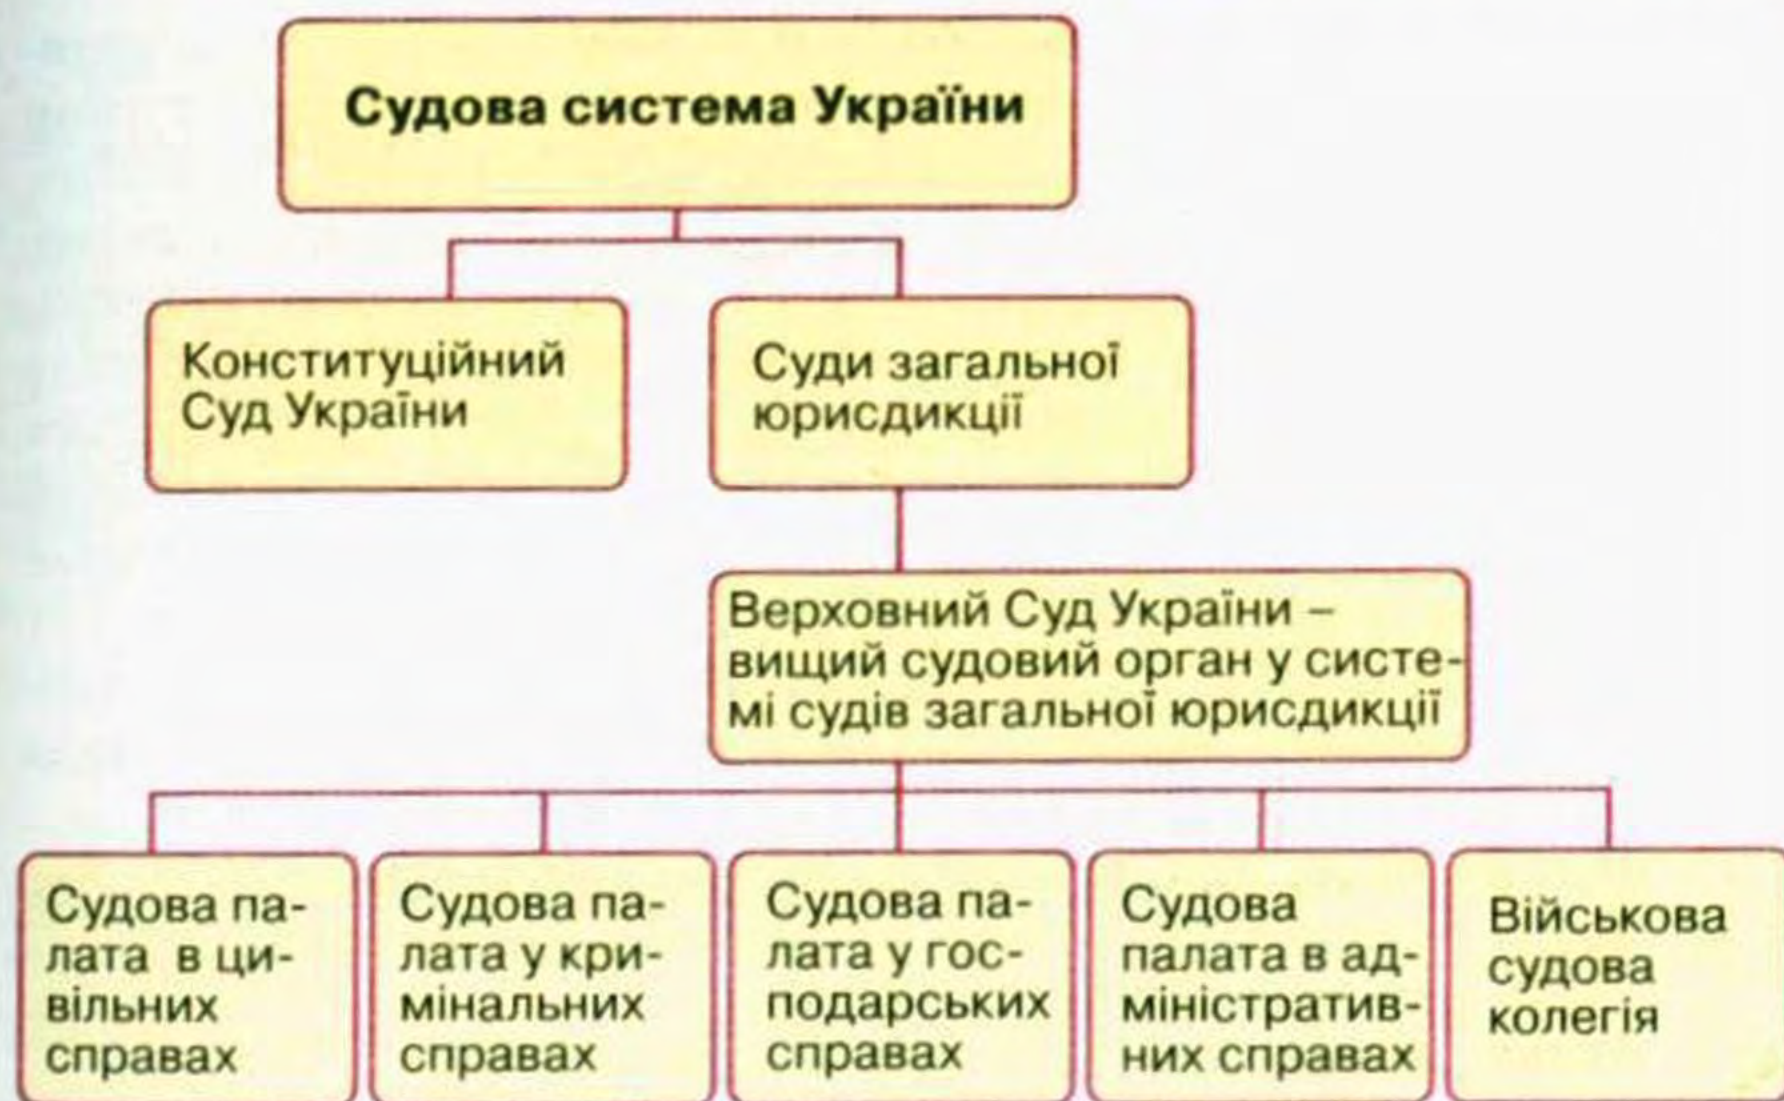 Судова система України
Конституційний
Суд України
Суди загальної
юрисдикції
Верховний Суд України –
вищий судовий орган у систе-
мі судів загальної юрисдикції
Судова па-
лата в ци-
вільних
справах
Судова па-
лата у кри-
мінальних
справах
Судова па-
лата у гос-
подарських
справах
Судова
палата в ад-
міністратив-
них справах
Військова
судова
колегія